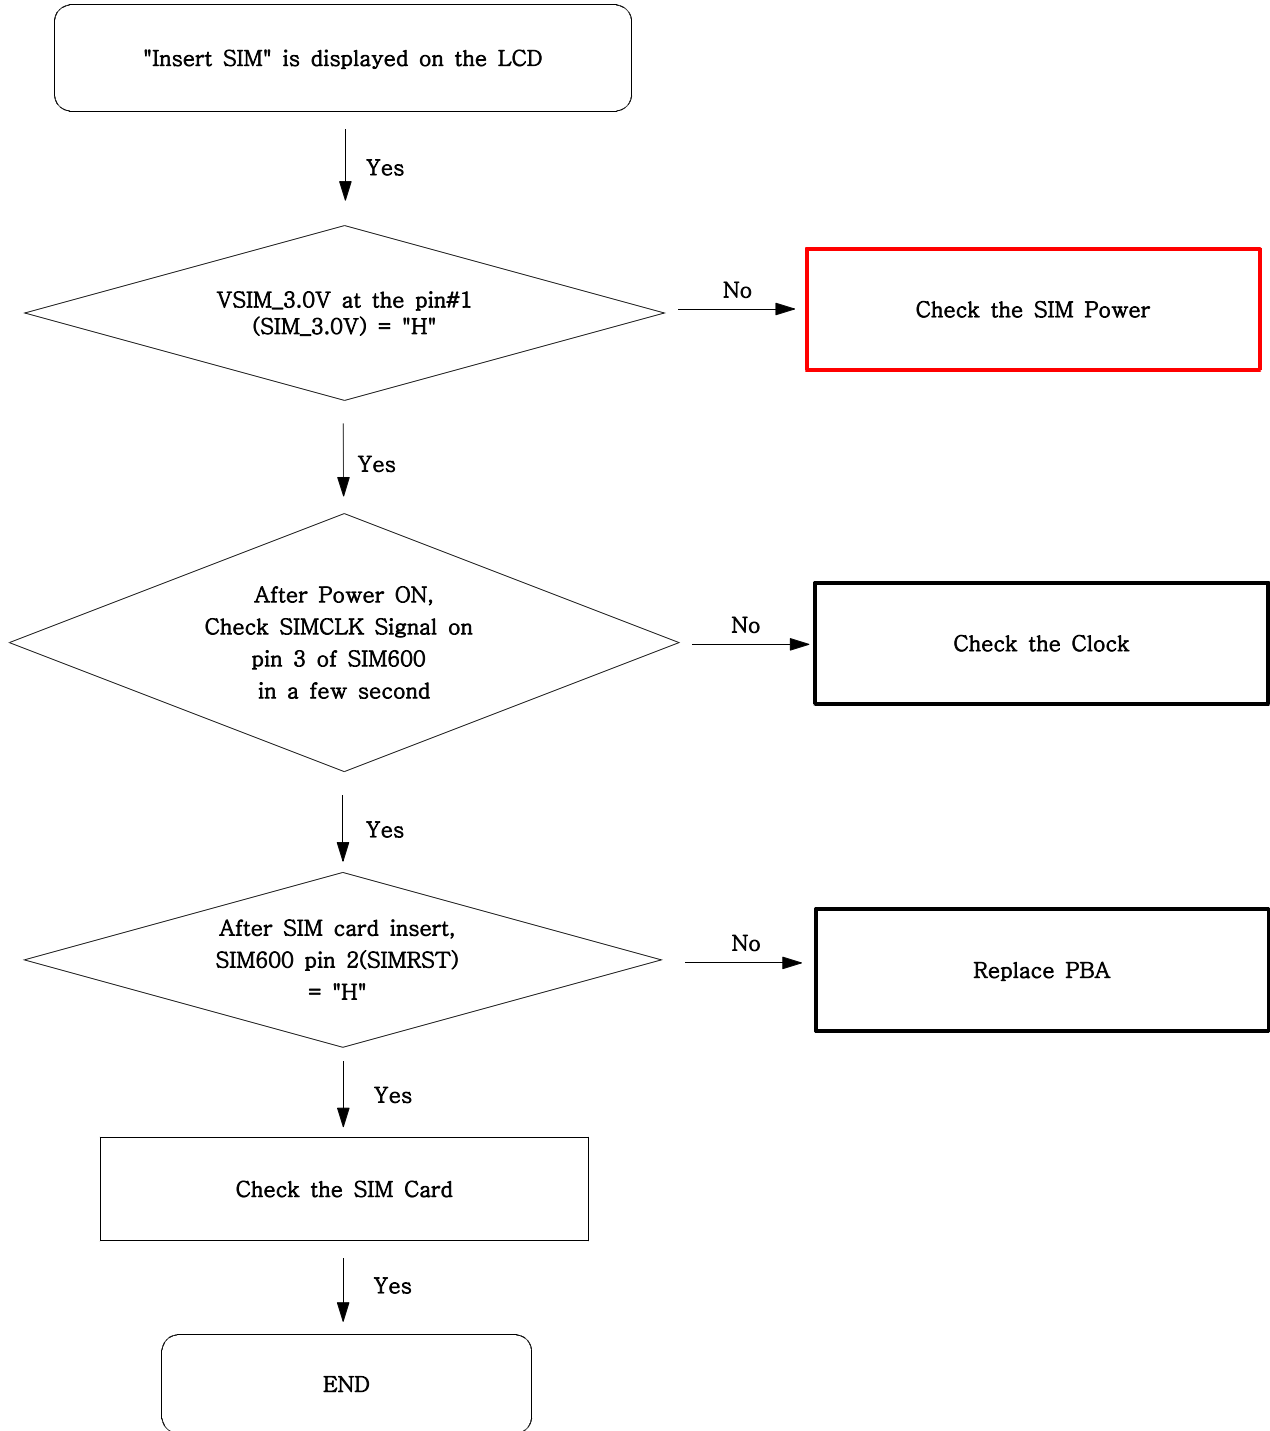 "Insert SIM" is displayed on the LCD
Yes
VSIM_3.0V at the pin#1
(SIM_3.0V) = "H"
No
Check the SIM Power
Yes
After Power ON,
Check SIMCLK Signal on
pin 3 of SIM600
in a few second
No
Check the Clock
Yes
After SIM card insert,
SIM600 pin 2(SIMRST)
= "H"
No
Replace PBA
Yes
Check the SIM Card
Yes
END